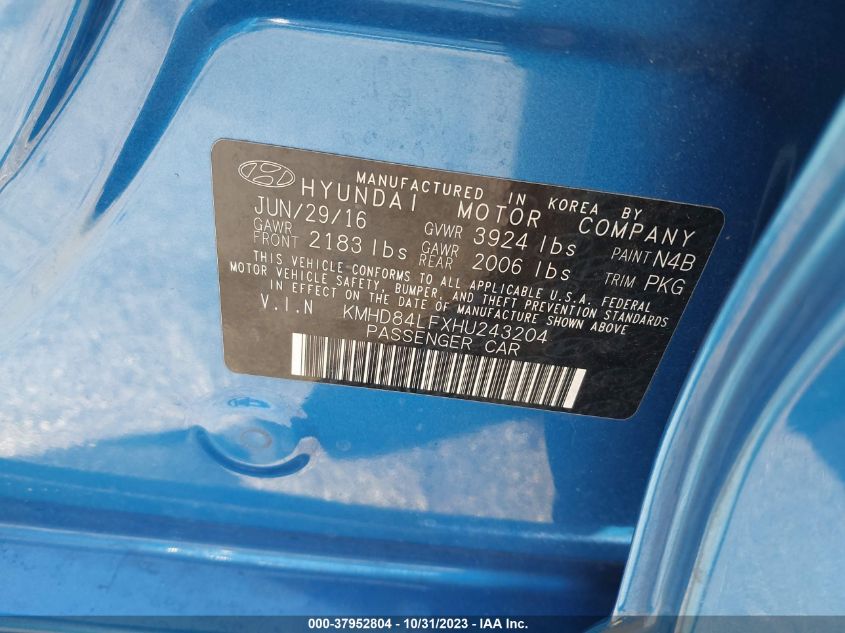 MANUFACTURED IN KOREA BY
HYUNDAI MOTOR COMPANY
JUN/29/16 GVWR 3924 lbs PAINT N4B
GAWR FRONT 2183 lbs GAWR REAR 2006 lbs TRIM PKG
THIS VEHICLE CONFORMS TO ALL APPLICABLE U.S.A. FEDERAL
MOTOR VEHICLE SAFETY, BUMPER, AND THEFT PREVENTION STANDARDS
IN EFFECT ON THE DATE OF MANUFACTURE SHOWN ABOVE
V.I.N KMHD84LFXHU243204
PASSENGER CAR
000-37952804 - 10/31/2023 - IAA Inc.